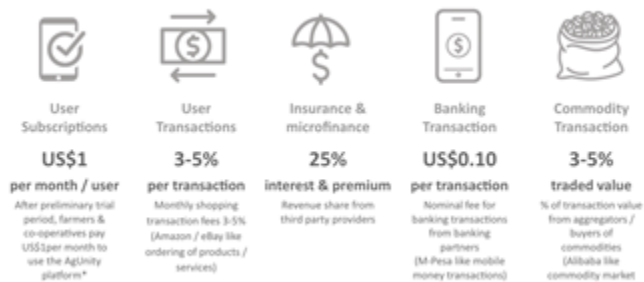 User
Subscriptions
US$1
per month / user
After preliminary trial
period, farmers &
co-operatives pay
US$1per month to
use the AgUnity
platform*
User
Transactions
3-5%
per transaction
Monthly shopping
transaction fees 3-5%
(Amazon / eBay like
ordering of products /
services)
Insurance &
microfinance
25%
interest & premium
Revenue share from
third party providers
Banking
Transaction
US$0.10
per transaction
Nominal fee for
banking transactions
from banking
partners
(M-Pesa like mobile
money transactions)
Commodity
Transaction
3-5%
traded value
% of transaction value
from aggregators /
buyers of
commodities
(Alibaba like
commodity market